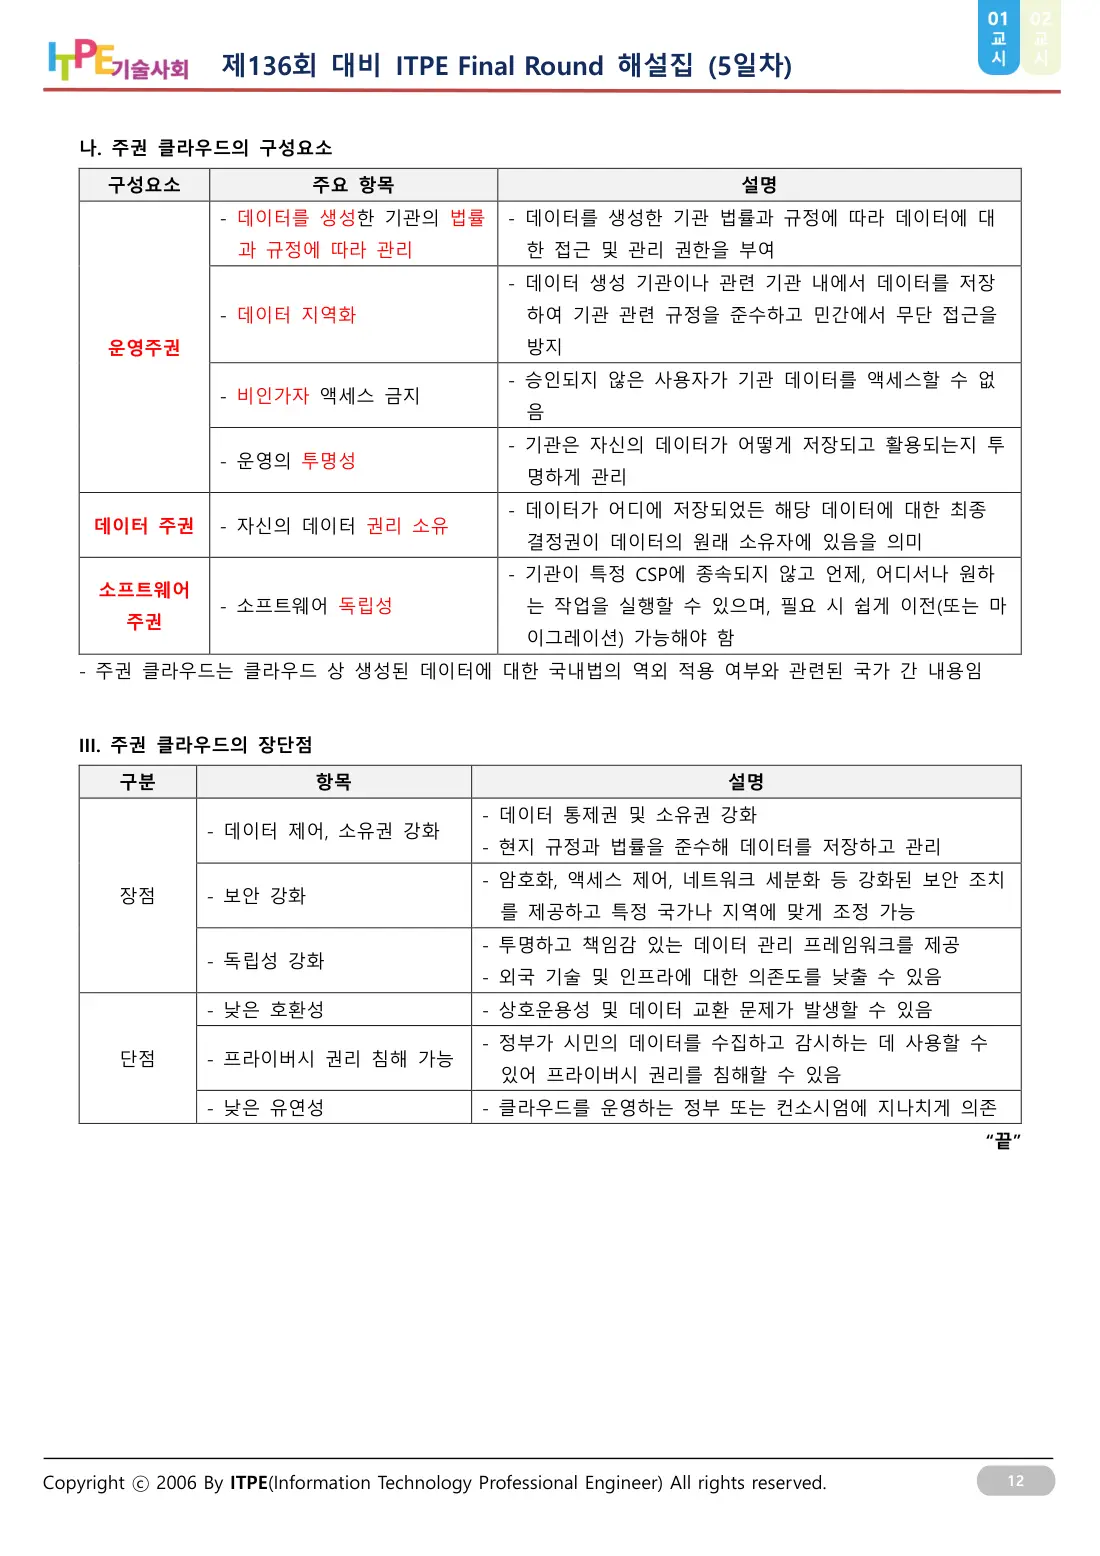 ITPE기술사회 제136회 대비 ITPE Final Round 해설집 (5일차)
01
교
시
02
교
시
나. 주권 클라우드의 구성요소
구성요소 주요 항목 설명
운영주권
- 데이터를 생성한 기관의 법률
과 규정에 따라 관리
- 데이터를 생성한 기관 법률과 규정에 따라 데이터에 대
한 접근 및 관리 권한을 부여
- 데이터 지역화
- 데이터 생성 기관이나 관련 기관 내에서 데이터를 저장
하여 기관 관련 규정을 준수하고 민간에서 무단 접근을
방지
- 비인가자 액세스 금지
- 승인되지 않은 사용자가 기관 데이터를 액세스할 수 없
음
- 운영의 투명성
- 기관은 자신의 데이터가 어떻게 저장되고 활용되는지 투
명하게 관리
데이터 주권
- 자신의 데이터 권리 소유
- 데이터가 어디에 저장되었든 해당 데이터에 대한 최종
결정권이 데이터의 원래 소유자에 있음을 의미
소프트웨어
주권
- 소프트웨어 독립성
- 기관이 특정 CSP에 종속되지 않고 언제, 어디서나 원하
는 작업을 실행할 수 있으며, 필요 시 쉽게 이전(또는 마
이그레이션) 가능해야 함
- 주권 클라우드는 클라우드 상 생성된 데이터에 대한 국내법의 역외 적용 여부와 관련된 국가 간 내용임
III. 주권 클라우드의 장단점
구분 항목 설명
장점
- 데이터 제어, 소유권 강화
- 데이터 통제권 및 소유권 강화
- 현지 규정과 법률을 준수해 데이터를 저장하고 관리
- 보안 강화
- 암호화, 액세스 제어, 네트워크 세분화 등 강화된 보안 조치
를 제공하고 특정 국가나 지역에 맞게 조정 가능
- 독립성 강화
- 투명하고 책임감 있는 데이터 관리 프레임워크를 제공
- 외국 기술 및 인프라에 대한 의존도를 낮출 수 있음
단점
- 낮은 호환성
- 상호운용성 및 데이터 교환 문제가 발생할 수 있음
- 프라이버시 권리 침해 가능
- 정부가 시민의 데이터를 수집하고 감시하는 데 사용할 수
있어 프라이버시 권리를 침해할 수 있음
- 낮은 유연성
- 클라우드를 운영하는 정부 또는 컨소시엄에 지나치게 의존
“끝”
Copyright ⓒ 2006 By ITPE(Information Technology Professional Engineer) All rights reserved.
12